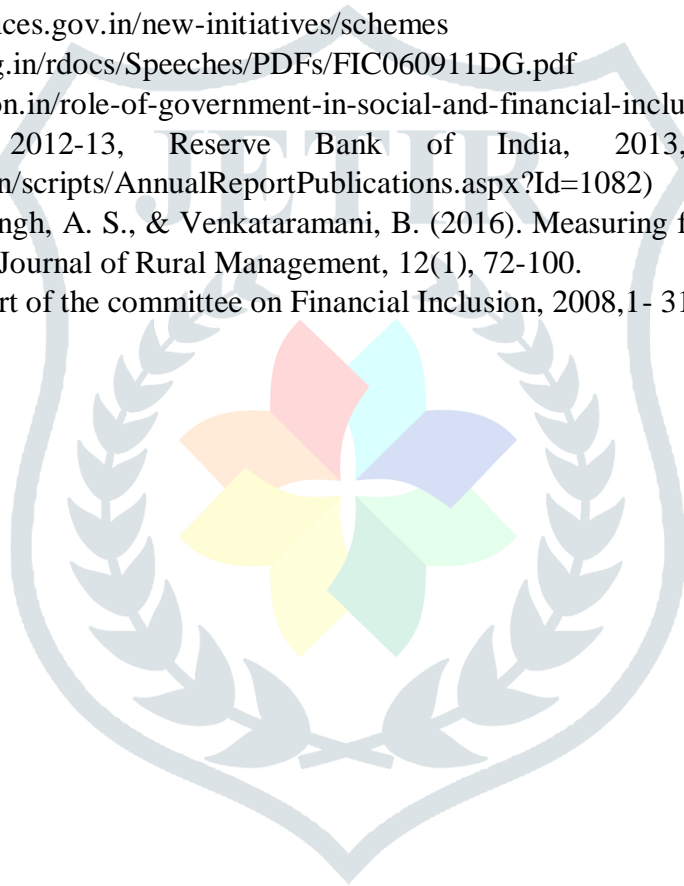 ces.gov.in/new-initiatives/schemes
g.in/rdocs/Speeches/PDFs/FIC060911DG.pdf
n.in/role-of-government-in-social-and-financial-inclu
2012-13, Reserve Bank of India, 2013,
n/scripts/AnnualReportPublications.aspx?Id=1082)
ngh, A. S., & Venkataramani, B. (2016). Measuring f
Journal of Rural Management, 12(1), 72-100.
rt of the committee on Financial Inclusion, 2008,1- 31
JETIR